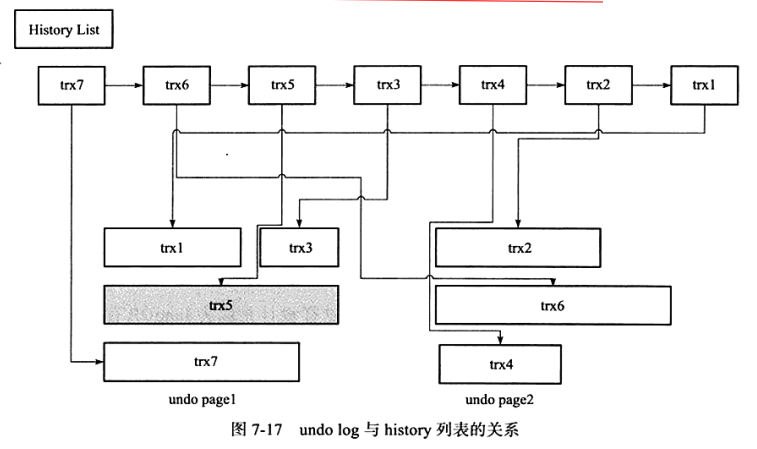 History List
trx7 trx6 trx5 trx3 trx4 trx2 trx1
trx1 trx3 trx2
trx5 trx6
trx7 trx4
undo page1 undo page2
图 7-17 undo log 与 history 列表的关系